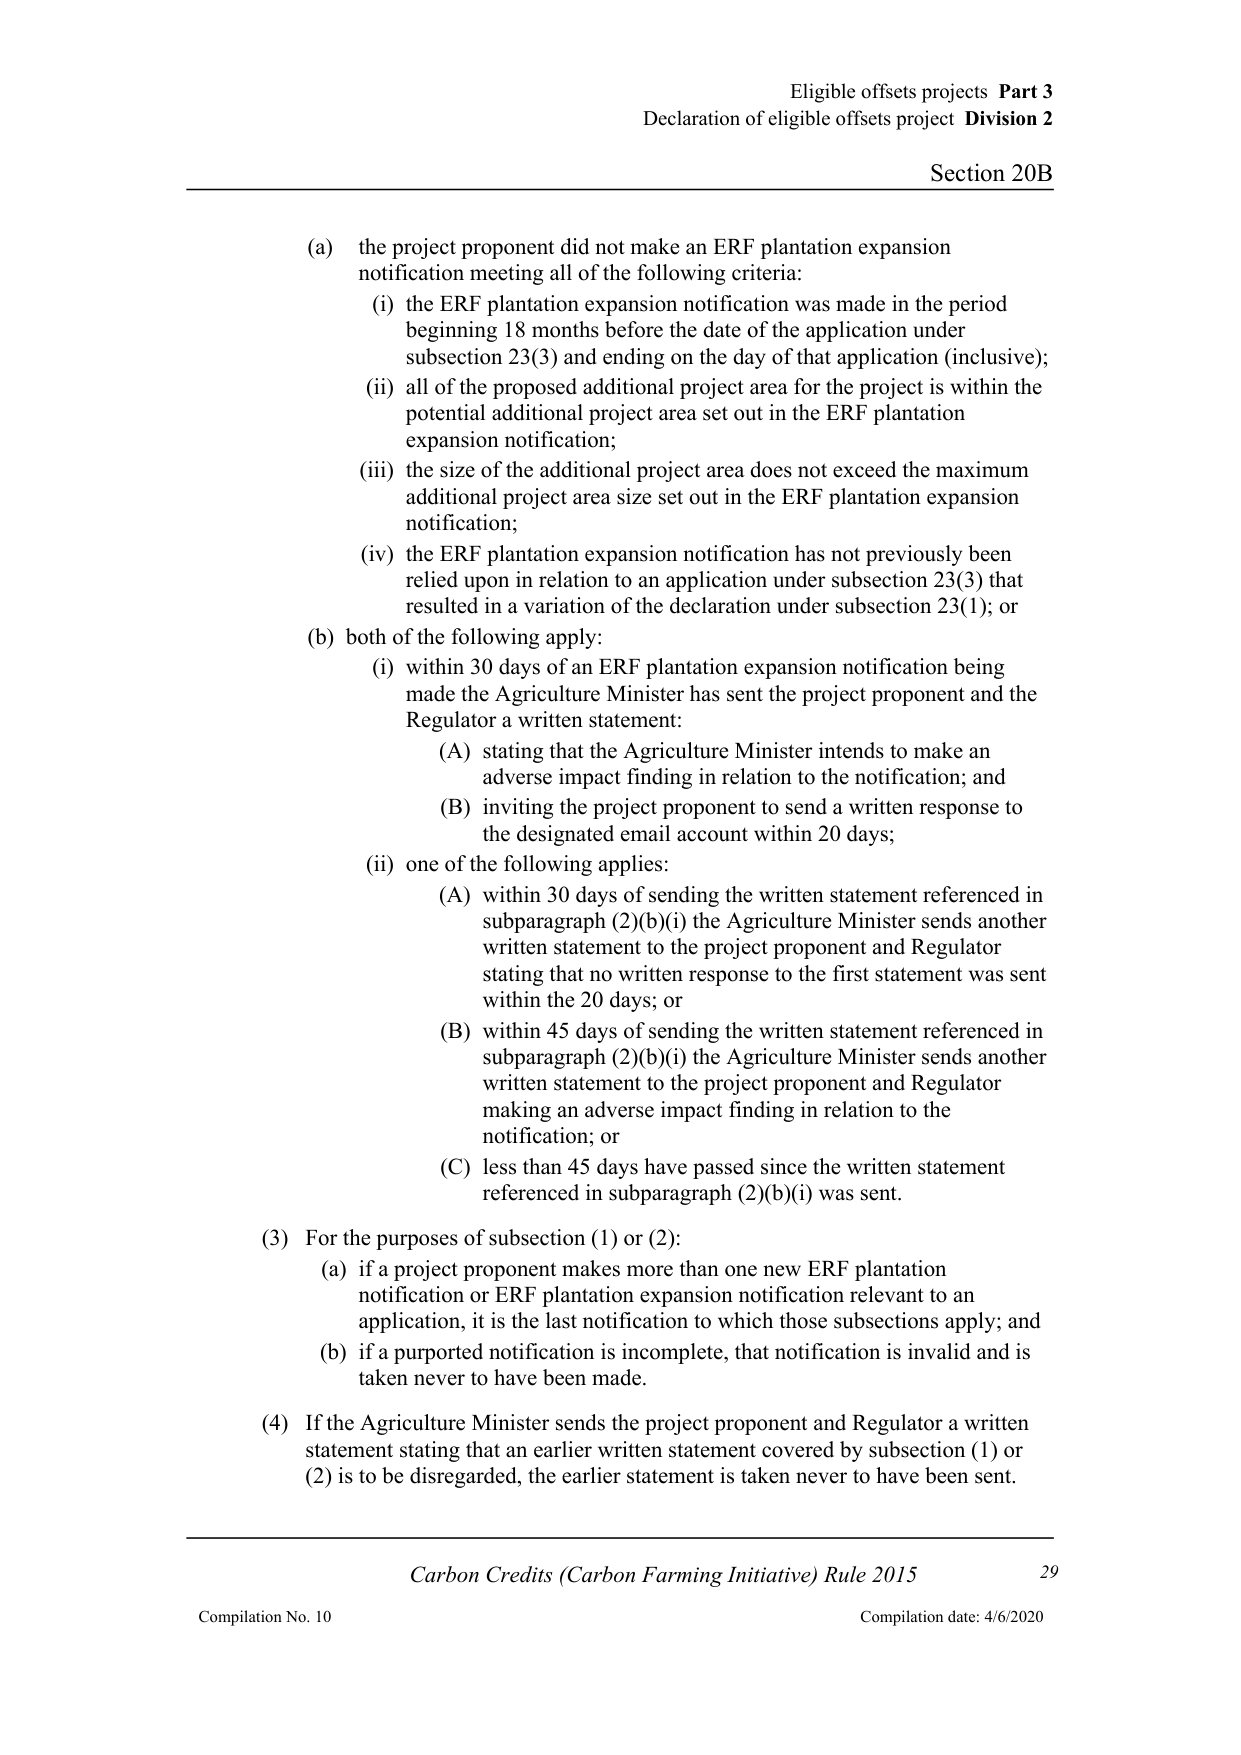 Eligible offsets projects Part 3
Declaration of eligible offsets project Division 2
Section 20B
(a) the project proponent did not make an ERF plantation expansion
notification meeting all of the following criteria:
(i) the ERF plantation expansion notification was made in the period
beginning 18 months before the date of the application under
subsection 23(3) and ending on the day of that application (inclusive);
(ii) all of the proposed additional project area for the project is within the
potential additional project area set out in the ERF plantation
expansion notification;
(iii) the size of the additional project area does not exceed the maximum
additional project area size set out in the ERF plantation expansion
notification;
(iv) the ERF plantation expansion notification has not previously been
relied upon in relation to an application under subsection 23(3) that
resulted in a variation of the declaration under subsection 23(1); or
(b) both of the following apply:
(i) within 30 days of an ERF plantation expansion notification being
made the Agriculture Minister has sent the project proponent and the
Regulator a written statement:
(A) stating that the Agriculture Minister intends to make an
adverse impact finding in relation to the notification; and
(B) inviting the project proponent to send a written response to
the designated email account within 20 days;
(ii) one of the following applies:
(A) within 30 days of sending the written statement referenced in
subparagraph (2)(b)(i) the Agriculture Minister sends another
written statement to the project proponent and Regulator
stating that no written response to the first statement was sent
within the 20 days; or
(B) within 45 days of sending the written statement referenced in
subparagraph (2)(b)(i) the Agriculture Minister sends another
written statement to the project proponent and Regulator
making an adverse impact finding in relation to the
notification; or
(C) less than 45 days have passed since the written statement
referenced in subparagraph (2)(b)(i) was sent.
(3) For the purposes of subsection (1) or (2):
(a) if a project proponent makes more than one new ERF plantation
notification or ERF plantation expansion notification relevant to an
application, it is the last notification to which those subsections apply; and
(b) if a purported notification is incomplete, that notification is invalid and is
taken never to have been made.
(4) If the Agriculture Minister sends the project proponent and Regulator a written
statement stating that an earlier written statement covered by subsection (1) or
(2) is to be disregarded, the earlier statement is taken never to have been sent.
Carbon Credits (Carbon Farming Initiative) Rule 2015 29
Compilation No. 10 Compilation date: 4/6/2020